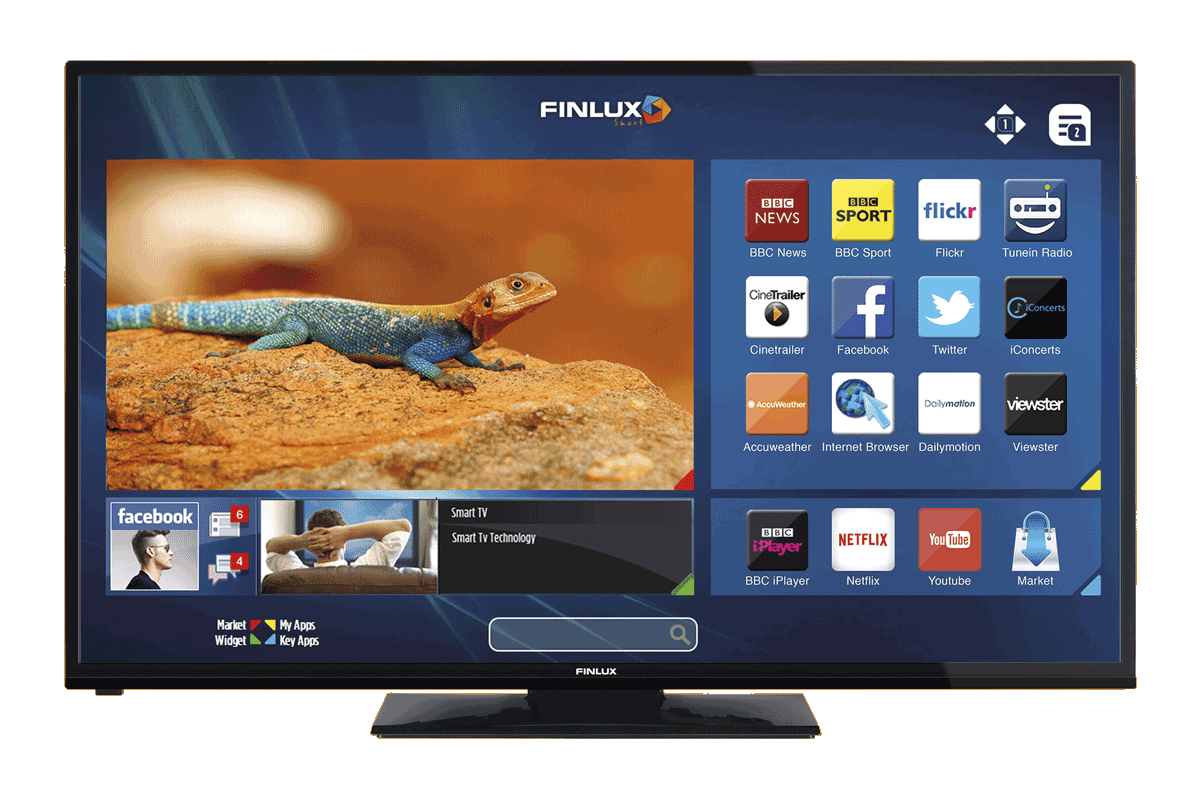 FINLUX
Smart
1
2
BBC
NEWS
BBC News
BBC
SPORT
BBC Sport
flickr
Flickr
Tunein Radio
CineTrailer
Cinetrailer
f
Facebook
Twitter
iConcerts
iConcerts
AccuWeather
Accuweather
Internet Browser
Dailymotion
Dailymotion
viewster
Viewster
facebook
6
4
Smart TV
Smart Tv Technology
BBC
iPlayer
BBC iPlayer
NETFLIX
Netflix
YouTube
Youtube
Market
Market
My Apps
Widget
Key Apps
FINLUX